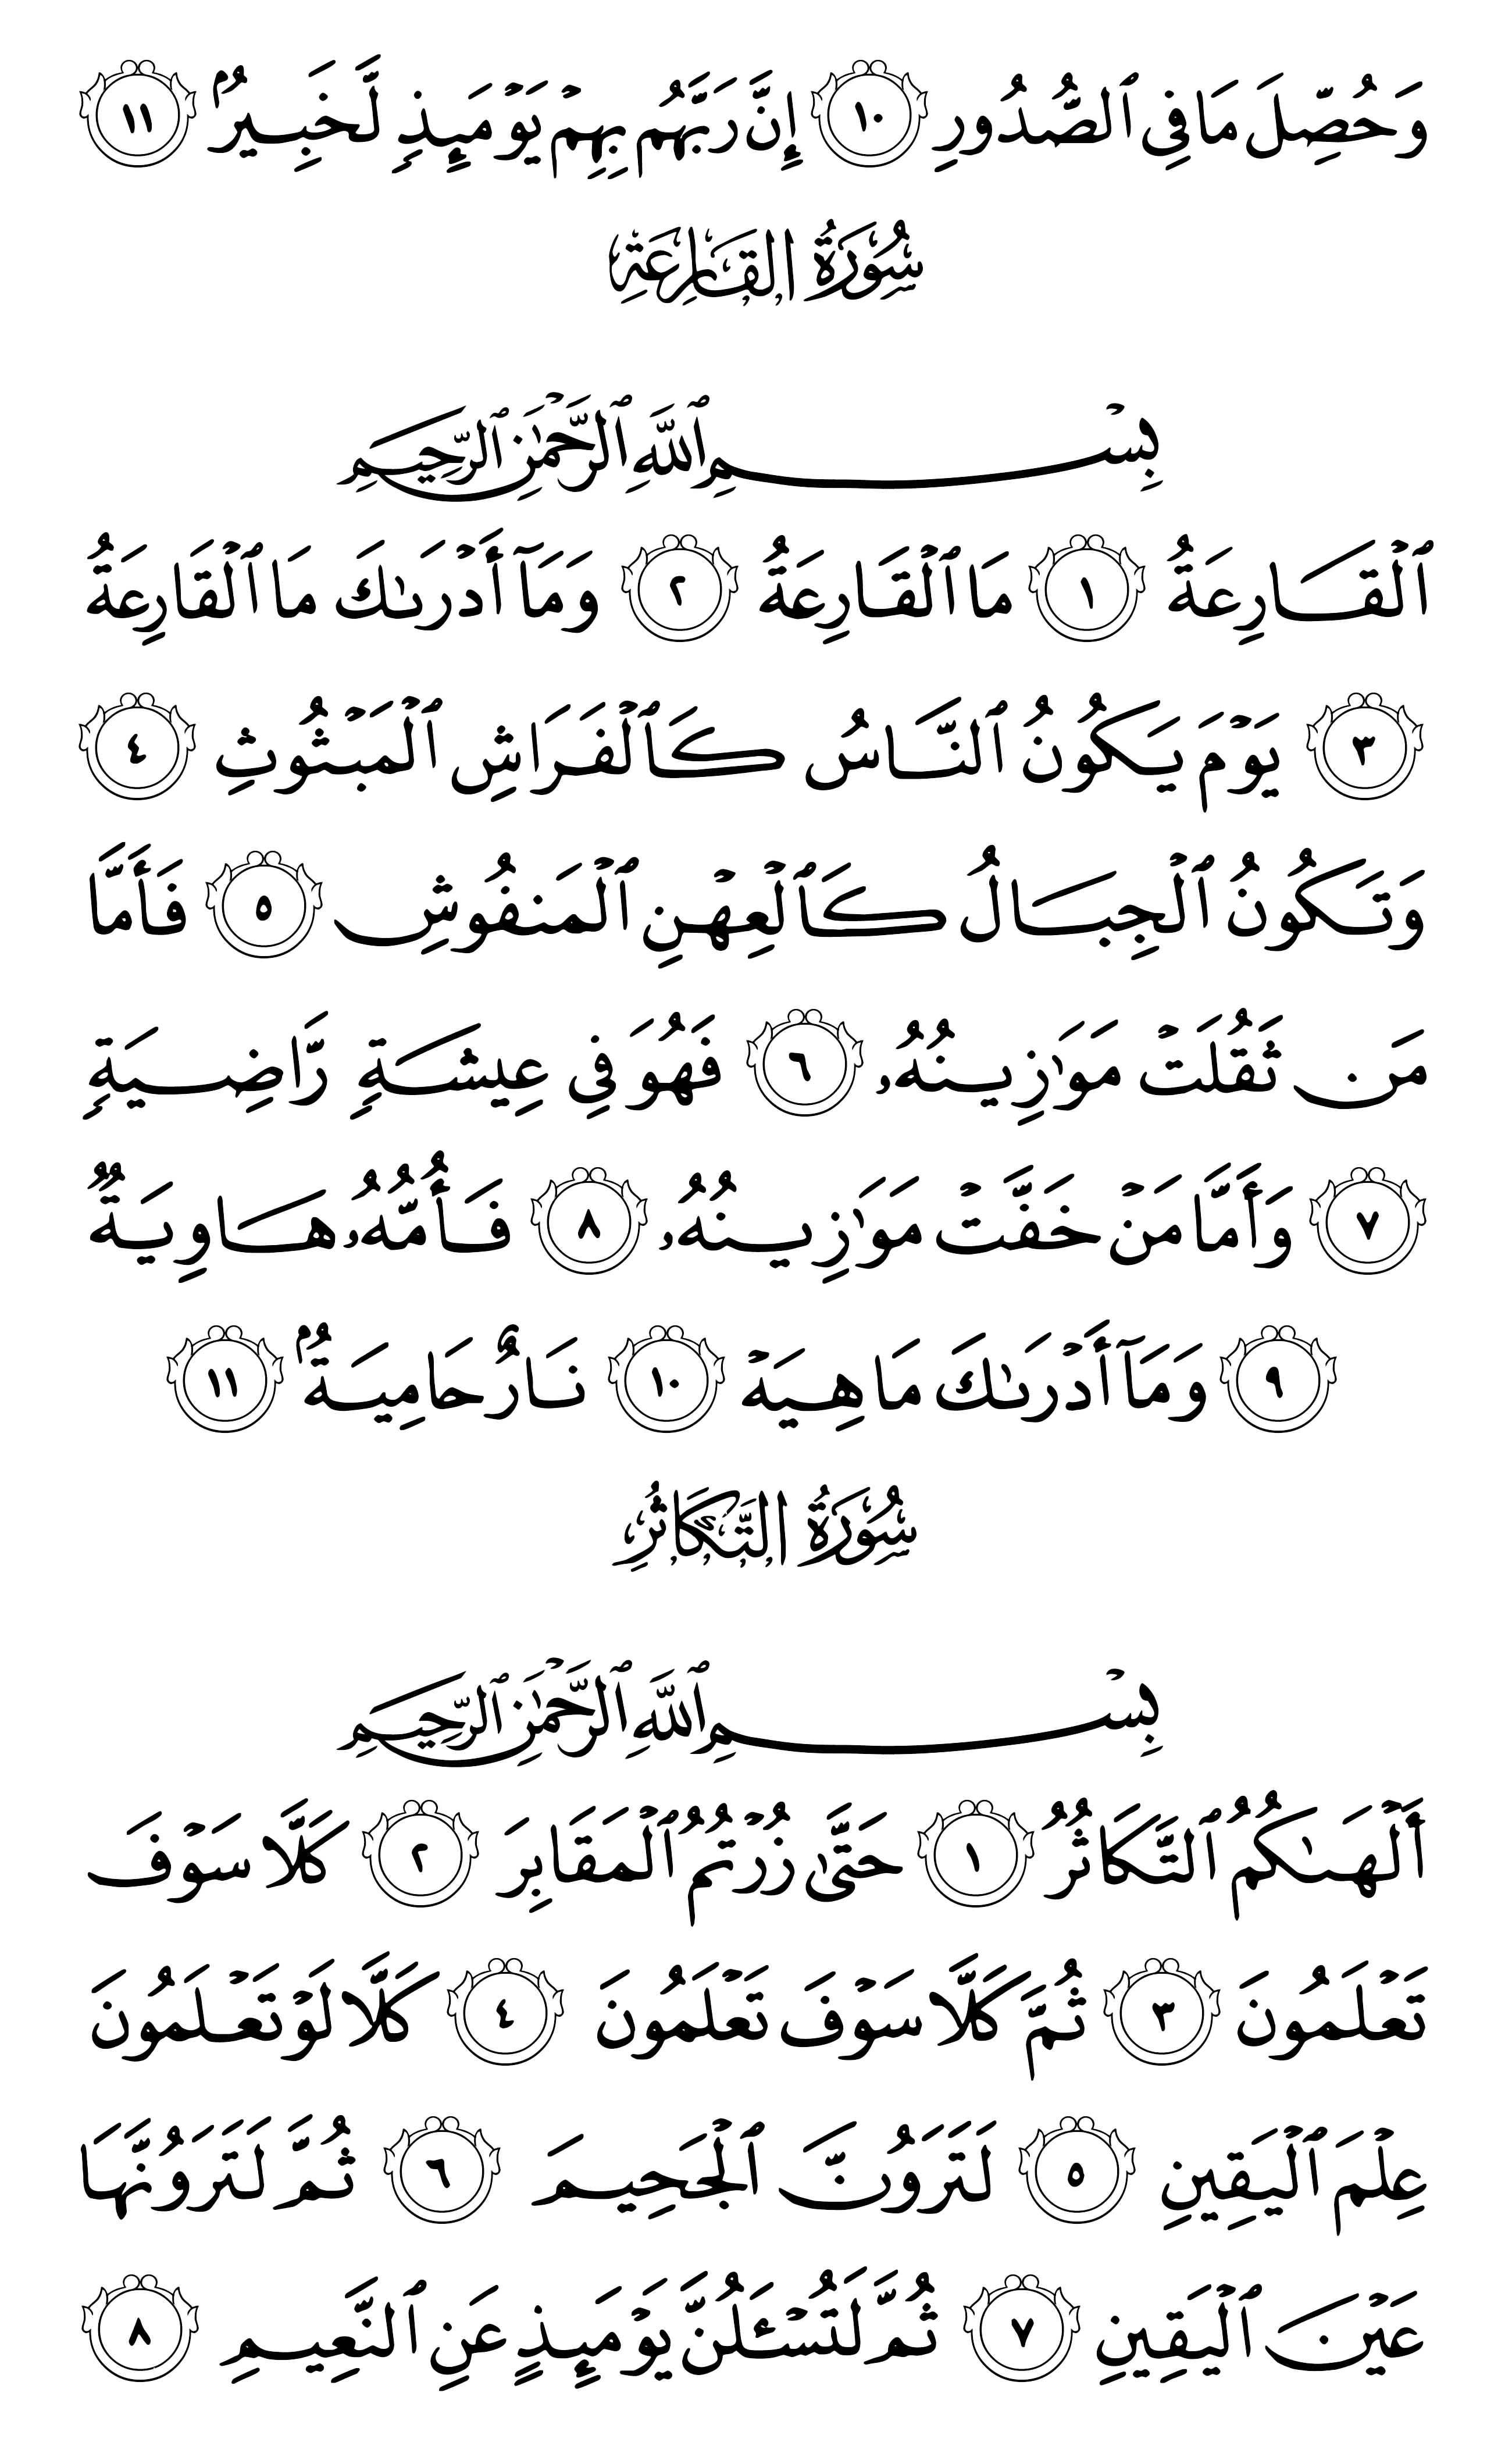 وَحُصِّلَ مَا فِى ٱلصُّدُورِ ١٠ إِنَّ رَبَّهُم بِهِمْ يَوْمَئِذٍ لَّخَبِيرٌۢ ١١
سُورَةُ القَارِعَةِ
بِسْمِ ٱللَّهِ ٱلرَّحْمَٰنِ ٱلرَّحِيمِ
ٱلْقَارِعَةُ ١ مَا ٱلْقَارِعَةُ ٢ وَمَآ أَدْرَىٰكَ مَا ٱلْقَارِعَةُ
٣ يَوْمَ يَكُونُ ٱلنَّاسُ كَٱلْفَرَاشِ ٱلْمَبْثُوثِ ٤
وَتَكُونُ ٱلْجِبَالُ كَٱلْعِهْنِ ٱلْمَنفُوشِ ٥ فَأَمَّا
مَن ثَقُلَتْ مَوَٰزِينُهُۥ ٦ فَهُوَ فِى عِيشَةٍ رَّاضِيَةٍ
٧ وَأَمَّا مَنْ خَفَّتْ مَوَٰزِينُهُۥ ٨ فَأُمُّهُۥ هَاوِيَةٌ
٩ وَمَآ أَدْرَىٰكَ مَا هِيَهْ ١٠ نَارٌ حَامِيَةٌۢ ١١
سُورَةُ التَّكَاثُرِ
بِسْمِ ٱللَّهِ ٱلرَّحْمَٰنِ ٱلرَّحِيمِ
أَلْهَىٰكُمُ ٱلتَّكَاثُرُ ١ حَتَّىٰ زُرْتُمُ ٱلْمَقَابِرَ ٢ كَلَّا سَوْفَ
تَعْلَمُونَ ٣ ثُمَّ كَلَّا سَوْفَ تَعْلَمُونَ ٤ كَلَّا لَوْ تَعْلَمُونَ
عِلْمَ ٱلْيَقِينِ ٥ لَتَرَوُنَّ ٱلْجَحِيمَ ٦ ثُمَّ لَتَرَوُنَّهَا
عَيْنَ ٱلْيَقِينِ ٧ ثُمَّ لَتُسْـَٔلُنَّ يَوْمَئِذٍ عَنِ ٱلنَّعِيمِ ٨